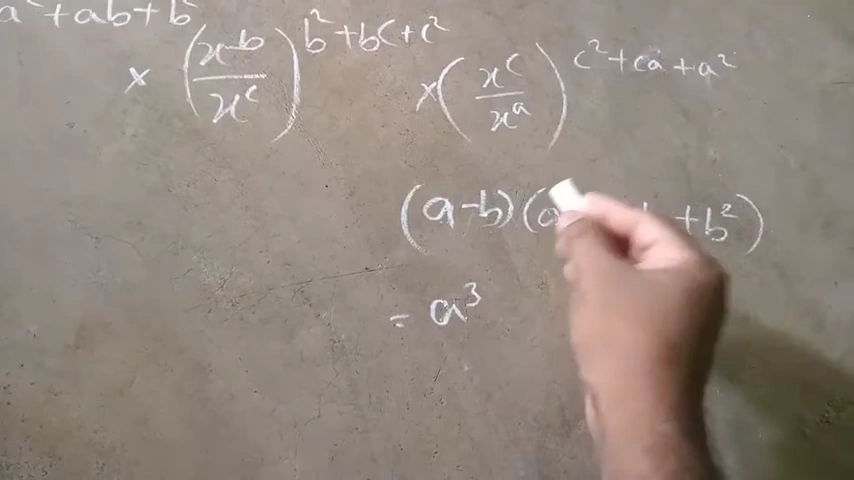 a² + ab + b²
× (x^b / x^c)^(b² + bc + c²) × (x^c / x^a)^(c² + ca + a²)
(a - b)(a + b²)
= a³